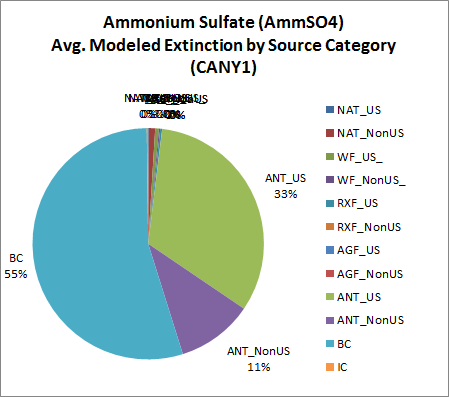 Ammonium Sulfate (AmmSO4)
Avg. Modeled Extinction by Source Category
(CANY1)
ANT_US
33%
BC
55%
ANT_NonUS
11%
NAT_US
NAT_NonUS
WF_US_
WF_NonUS_
RXF_US
RXF_NonUS
AGF_US
AGF_NonUS
ANT_US
ANT_NonUS
BC
IC